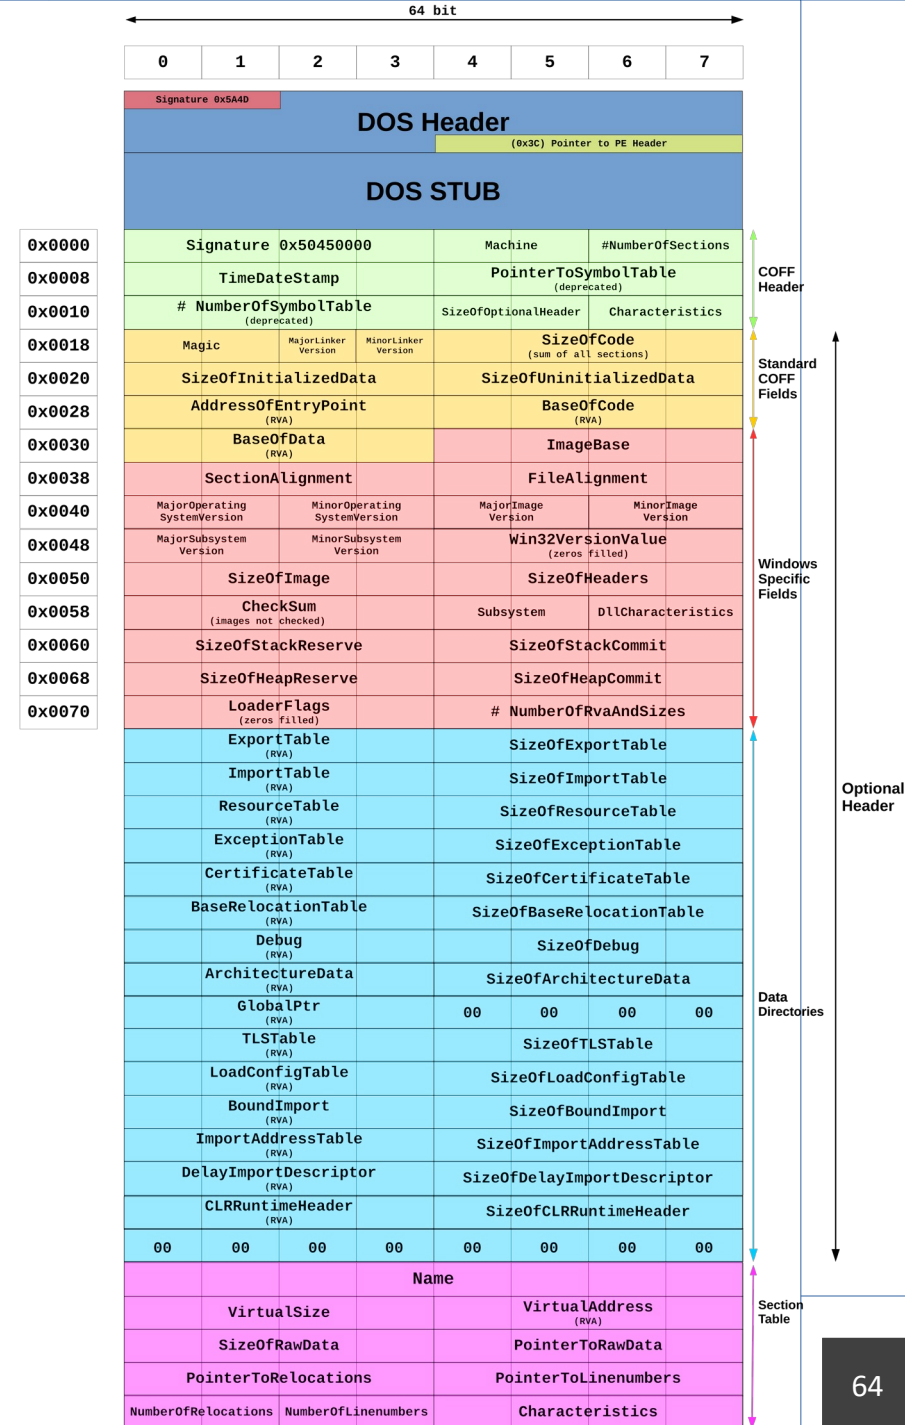 64 bit
0 1 2 3 4 5 6 7
Signature 0x5A4D
DOS Header
(0x3C) Pointer to PE Header
DOS STUB
0x0000 Signature 0x50450000 Machine #NumberOfSections
0x0008 TimeDateStamp PointerToSymbolTable
(deprecated)
COFF
Header
0x0010 # NumberOfSymbolTable
(deprecated)
SizeOfOptionalHeader Characteristics
0x0018 Magic
MajorLinker
Version
MinorLinker
Version
SizeOfCode
(sum of all sections)
0x0020 SizeOfInitializedData SizeOfUninitializedData
Standard
COFF
Fields
0x0028 AddressOfEntryPoint
(RVA)
BaseOfCode
(RVA)
0x0030 BaseOfData
(RVA)
ImageBase
0x0038 SectionAlignment FileAlignment
0x0040 MajorOperating
SystemVersion
MinorOperating
SystemVersion
MajorImage
Version
MinorImage
Version
0x0048 MajorSubsystem
Version
MinorSubsystem
Version
Win32VersionValue
(zeros filled)
0x0050 SizeOfImage SizeOfHeaders
Windows
Specific
Fields
0x0058 CheckSum
(images not checked)
Subsystem DllCharacteristics
0x0060 SizeOfStackReserve SizeOfStackCommit
0x0068 SizeOfHeapReserve SizeOfHeapCommit
0x0070 LoaderFlags
(zeros filled)
# NumberOfRvaAndSizes
ExportTable
(RVA)
SizeOfExportTable
ImportTable
(RVA)
SizeOfImportTable
Optional
Header
ResourceTable
(RVA)
SizeOfResourceTable
ExceptionTable
(RVA)
SizeOfExceptionTable
CertificateTable
(RVA)
SizeOfCertificateTable
BaseRelocationTable
(RVA)
SizeOfBaseRelocationTable
Debug
(RVA)
SizeOfDebug
ArchitectureData
(RVA)
SizeOfArchitectureData
GlobalPtr
(RVA)
00 00 00 00
Data
Directories
TLSTable
(RVA)
SizeOfTLSTable
LoadConfigTable
(RVA)
SizeOfLoadConfigTable
BoundImport
(RVA)
SizeOfBoundImport
ImportAddressTable
(RVA)
SizeOfImportAddressTable
DelayImportDescriptor
(RVA)
SizeOfDelayImportDescriptor
CLRRuntimeHeader
(RVA)
SizeOfCLRRuntimeHeader
00 00 00 00 00 00 00 00
Name
VirtualSize VirtualAddress
(RVA)
Section
Table
SizeOfRawData PointerToRawData
PointerToRelocations PointerToLinenumbers
NumberOfRelocations NumberOfLinenumbers Characteristics
64